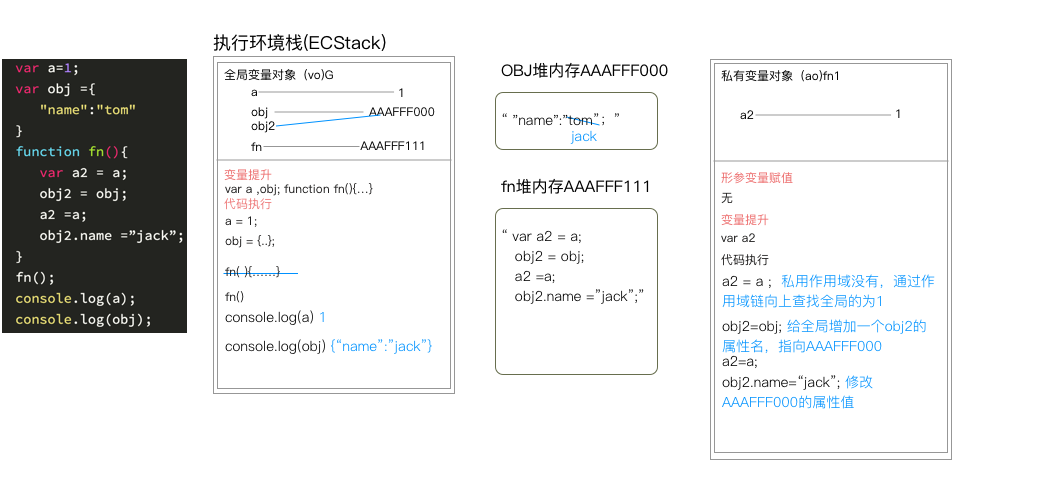 var a=1;
var obj ={
"name":"tom"
}
function fn(){
var a2 = a;
obj2 = obj;
a2 =a;
obj2.name =”jack”;
}
fn();
console.log(a);
console.log(obj);
执行环境栈(ECStack)
全局变量对象（vo)G
a 1
obj AAAFFF000
obj2
fn AAAFFF111
变量提升
var a ,obj; function fn(){...}
代码执行
a = 1;
obj = {..};
fn( ){……}
fn()
console.log(a) 1
console.log(obj) {“name”:”jack”}
OBJ堆内存AAAFFF000
“ ”name”:”tom”； ”
jack
fn堆内存AAAFFF111
“ var a2 = a;
obj2 = obj;
a2 =a;
obj2.name =”jack”;”
私有变量对象（ao)fn1
a2 1
形参变量赋值
无
变量提升
var a2
代码执行
a2 = a ；私用作用域没有，通过作
用域链向上查找全局的为1
obj2=obj; 给全局增加一个obj2的
属性名，指向AAAFFF000
a2=a;
obj2.name=“jack”; 修改
AAAFFF000的属性值